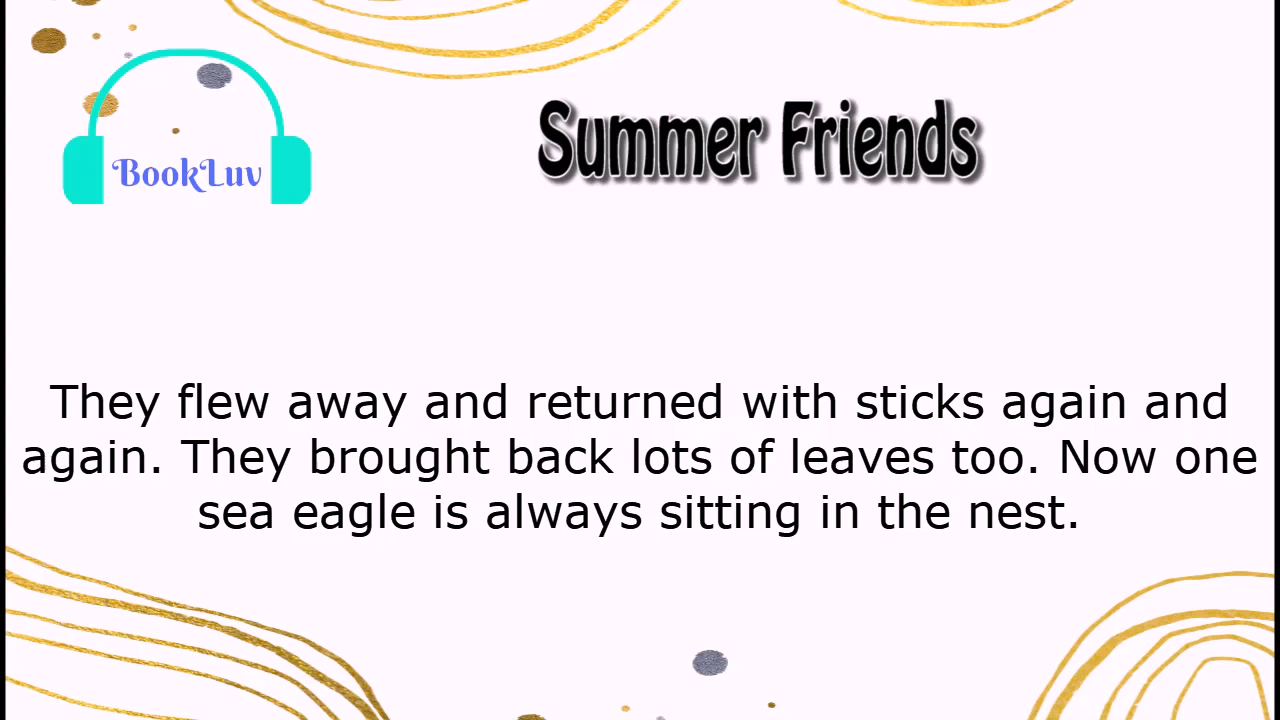 Summer Friends
BookLuv
They flew away and returned with sticks again and
again. They brought back lots of leaves too. Now one
sea eagle is always sitting in the nest.